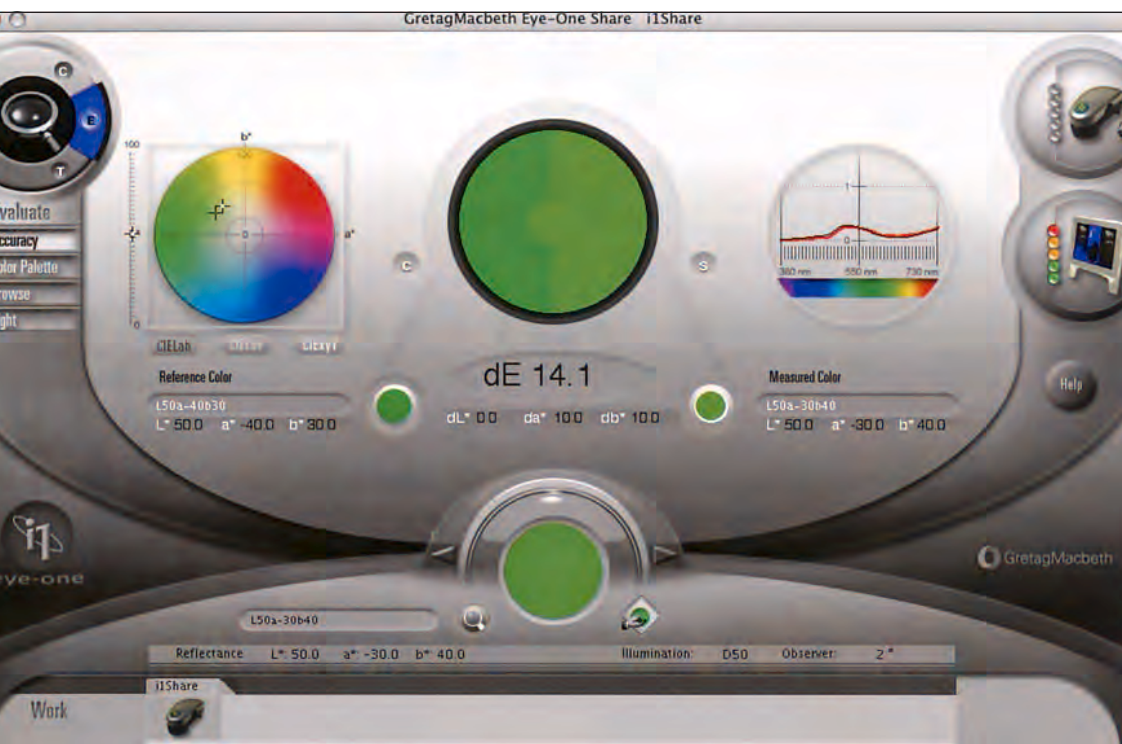 GretagMacbeth Eye-One Share i1Share
C
E
T
valuate
ccuracy
olor Palette
rowse
ght
100
b*
a*
0
0
CIELab
CIExyY
C
S
1
0
380 nm 550 nm 730 nm
Reference Color
L50a-40b30
L* 50.0 a* -40.0 b* 30.0
dE 14.1
dL* 0.0 da* 10.0 db* 10.0
Measured Color
L50a-30b40
L* 50.0 a* -30.0 b* 40.0
Help
i1
eye-one
GretagMacbeth
L50a-30b40
Reflectance L*: 50.0 a*: -30.0 b*: 40.0 Illumination: D50 Observer: 2°
i1Share
Work